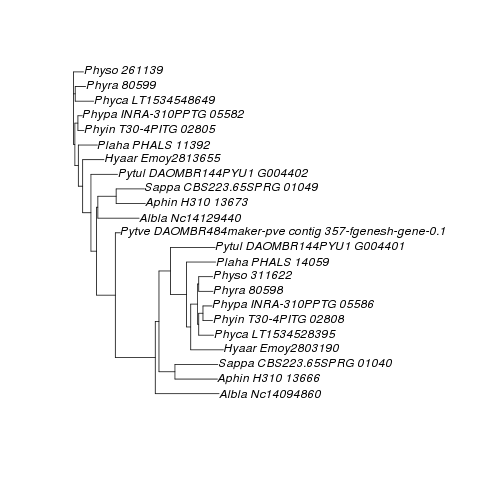 Physo 261139
Phyra 80599
Phyca LT1534548649
Phypa INRA-310PPTG 05582
Phyin T30-4PITG 02805
Plaha PHALS 11392
Hyaar Emoy2813655
Pytul DAOMBR144PYU1 G004402
Sappa CBS223.65SPRG 01049
Aphin H310 13673
Albla Nc14129440
Pytve DAOMBR484maker-pve contig 357-fgenesh-gene-0.1
Pytul DAOMBR144PYU1 G004401
Plaha PHALS 14059
Physo 311622
Phyra 80598
Phypa INRA-310PPTG 05586
Phyin T30-4PITG 02808
Phyca LT1534528395
Hyaar Emoy2803190
Sappa CBS223.65SPRG 01040
Aphin H310 13666
Albla Nc14094860